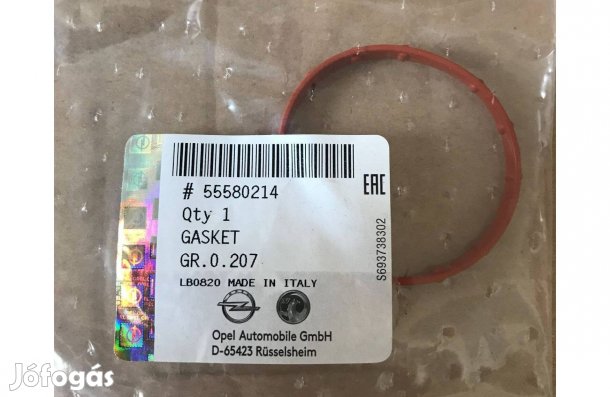 # 55580214
Qty 1
GASKET
GR.0.207
LB0820 MADE IN ITALY
Opel Automobile GmbH
D-65423 Rüsselsheim
EAC
S693738302
Jófogás